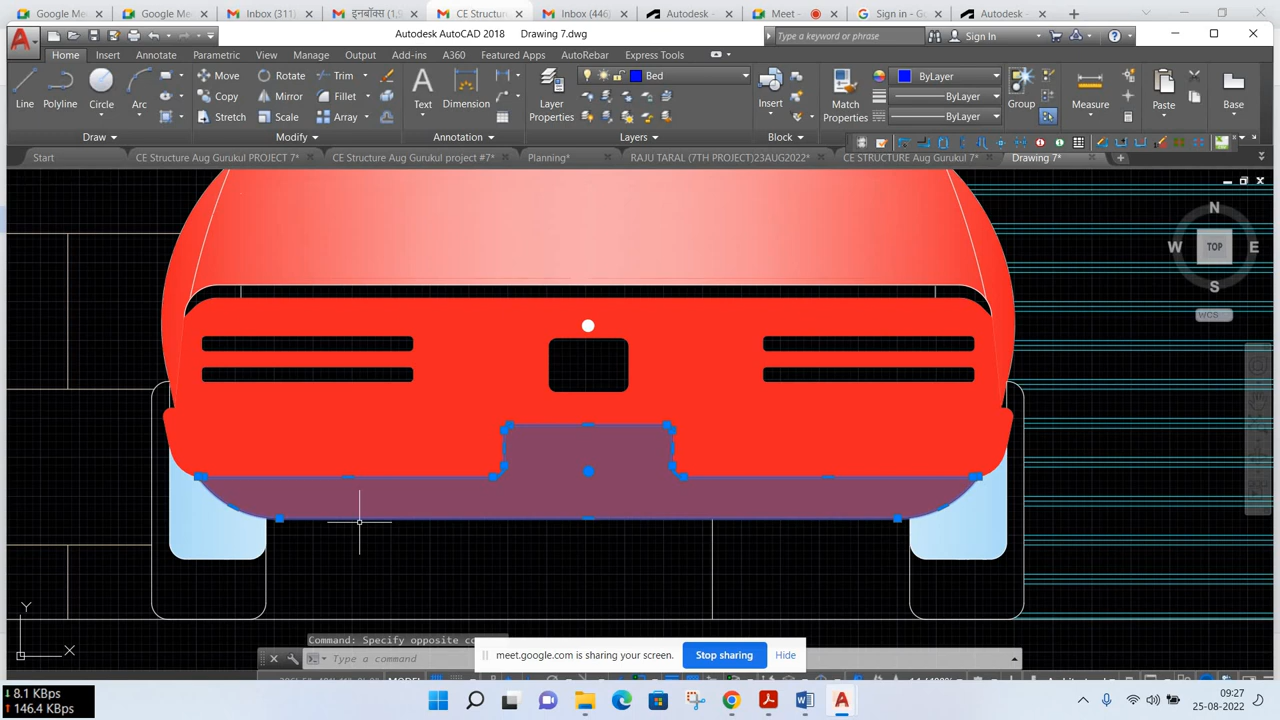 Google Me
Google Me
Inbox (311)
इनबॉक्स (1,9
CE Structur
Inbox (446)
Autodesk -
Meet -
Sign in - G
Autodesk -
Autodesk AutoCAD 2018 Drawing 7.dwg
Type a keyword or phrase
Sign In
Home Insert Annotate Parametric View Manage Output Add-ins A360 Featured Apps AutoRebar Express Tools
Line Polyline Circle Arc
Move Rotate Trim
Copy Mirror Fillet
Stretch Scale Array
Text Dimension
Layer Properties
Bed
Insert
Match Properties
ByLayer
ByLayer
ByLayer
Group Measure Paste Base
Draw Modify Annotation Layers Block
Start CE Structure Aug Gurukul PROJECT 7* CE Structure Aug Gurukul project #7* Planning* RAJU TARAL (7TH PROJECT)23AUG2022* CE STRUCTURE Aug Gurukul 7* Drawing 7*
N
W TOP E
S
WCS
Y
X
Command: Specify opposite co
Type a command
meet.google.com is sharing your screen. Stop sharing Hide
MODEL
8.1 KBps
146.4 KBps
09:27
25-08-2022